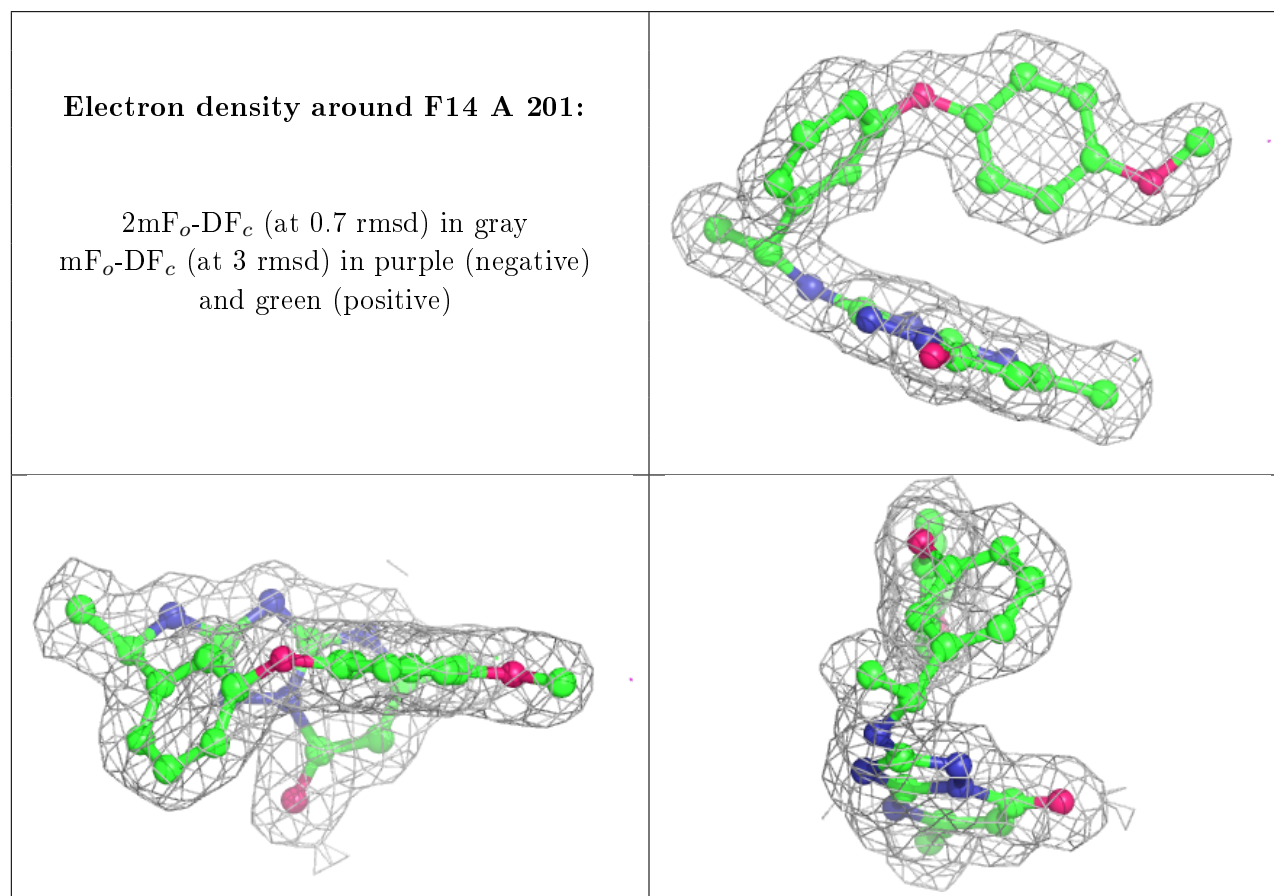 Electron density around F14 A 201:
2mFo-DFc (at 0.7 rmsd) in gray
mFo-DFc (at 3 rmsd) in purple (negative)
and green (positive)